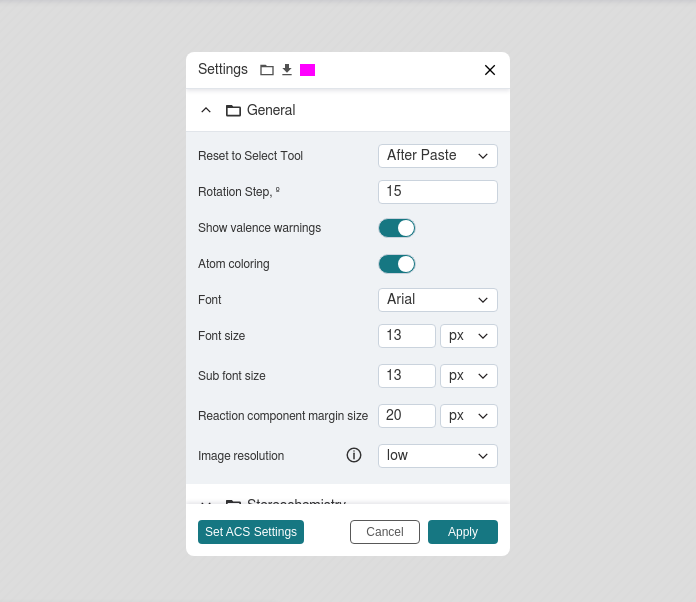 Settings
General
Reset to Select Tool After Paste
Rotation Step, º 15
Show valence warnings
Atom coloring
Font Arial
Font size 13 px
Sub font size 13 px
Reaction component margin size 20 px
Image resolution low
Stereochemistry
Set ACS Settings Cancel Apply